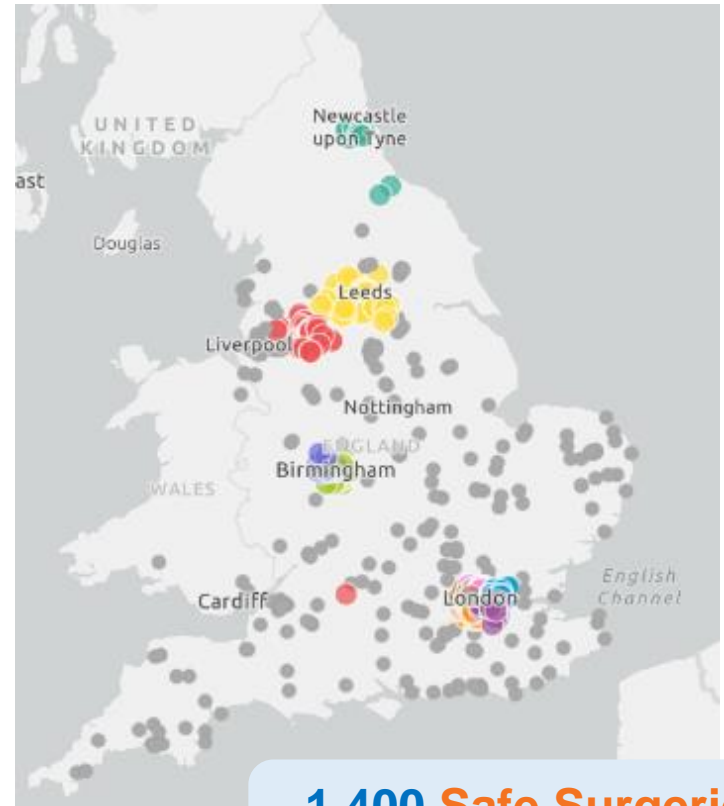 Newcastle
upon Tyne
UNITED
KINGDOM
ast
Douglas
Leeds
Liverpool
Nottingham
ENGLAND
Birmingham
WALES
English
Channel
London
Cardiff
1,400 Safe Surgeri